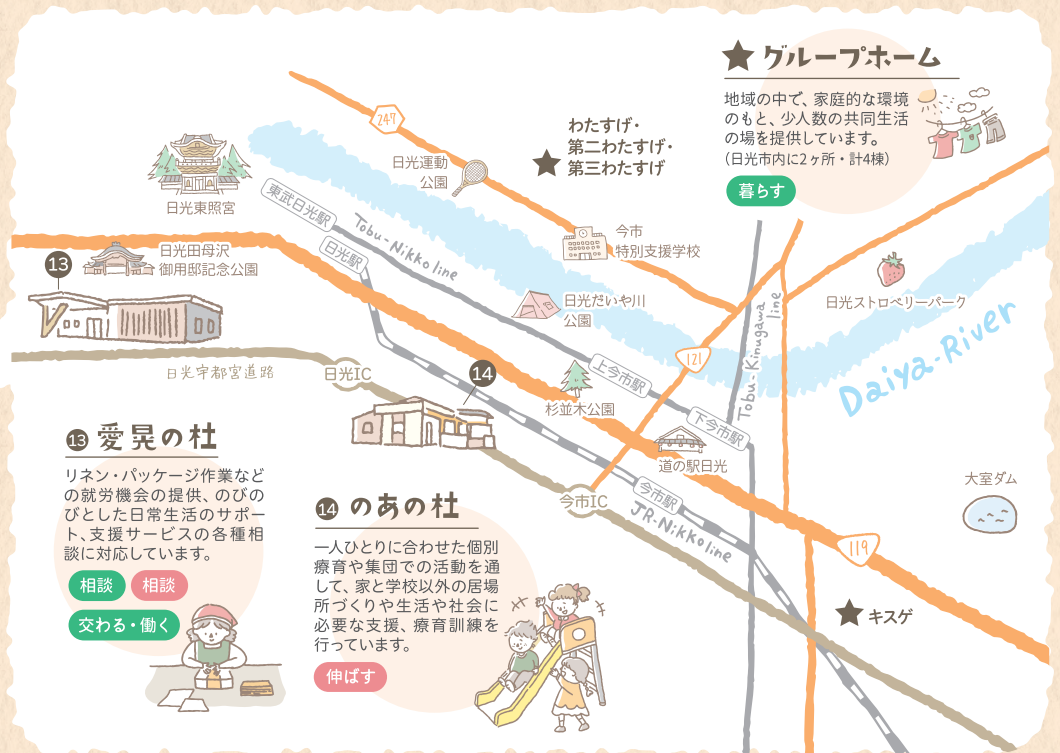 ★グループホーム
地域の中で、家庭的な環境
のもと、少人数の共同生活
の場を提供しています。
(日光市内に2ヶ所・計4棟)
暮らす
247
わたすげ・
第二わたすげ・
第三わたすげ
日光運動
公園
日光東照宮
東武日光駅
Tobu-Nikko line
日光駅
今市
特別支援学校
日光田母沢
御用邸記念公園
13
日光だいや川
公園
日光ストロベリーパーク
Tobu-Kinugawa
line
Daiya-River
日光宇都宮道路
日光IC
14
121
上今市駅
杉並木公園
下今市駅
道の駅日光
大室ダム
今市駅
今市IC
JR-Nikko line
119
★キスゲ
13 愛晃の杜
リネン・パッケージ作業など
の就労機会の提供、のびの
びとした日常生活のサポー
ト、支援サービスの各種相
談に対応しています。
相談 相談
交わる・働く
14 のあの杜
一人ひとりに合わせた個別
療育や集団での活動を通
して、家と学校以外の居場
所づくりや生活や社会に
必要な支援、療育訓練を
行っています。
伸ばす